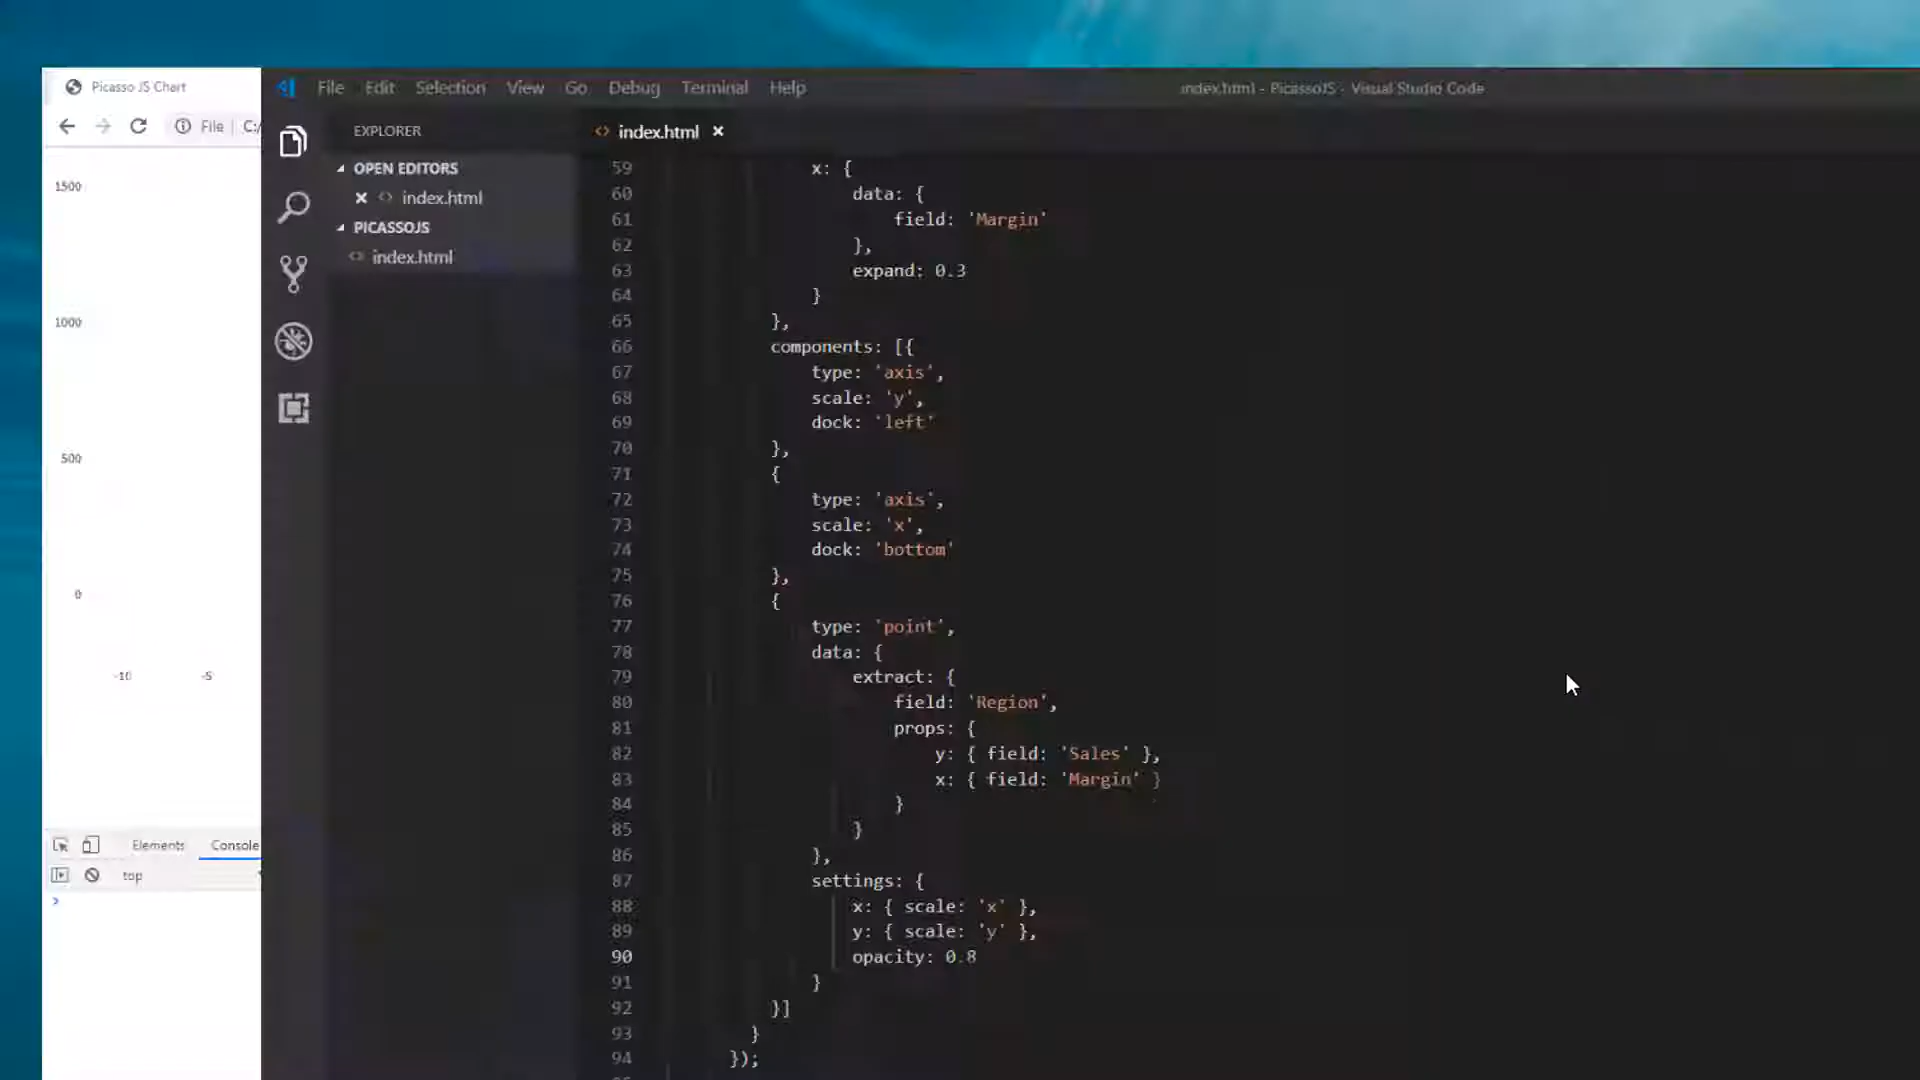 Picasso JS Chart
File | C:/
1500
1000
500
0
-10 -5
Elements Console
top
>
File Edit Selection View Go Debug Terminal Help
index.html - PicassoJS - Visual Studio Code
EXPLORER
OPEN EDITORS
index.html
PICASSOJS
index.html
index.html
59 x: {
60 data: {
61 field: 'Margin'
62 },
63 expand: 0.3
64 }
65 },
66 components: [{
67 type: 'axis',
68 scale: 'y',
69 dock: 'left'
70 },
71 {
72 type: 'axis',
73 scale: 'x',
74 dock: 'bottom'
75 },
76 {
77 type: 'point',
78 data: {
79 extract: {
80 field: 'Region',
81 props: {
82 y: { field: 'Sales' },
83 x: { field: 'Margin' }
84 }
85 }
86 },
87 settings: {
88 x: { scale: 'x' },
89 y: { scale: 'y' },
90 opacity: 0.8
91 }
92 }]
93 }
94 });